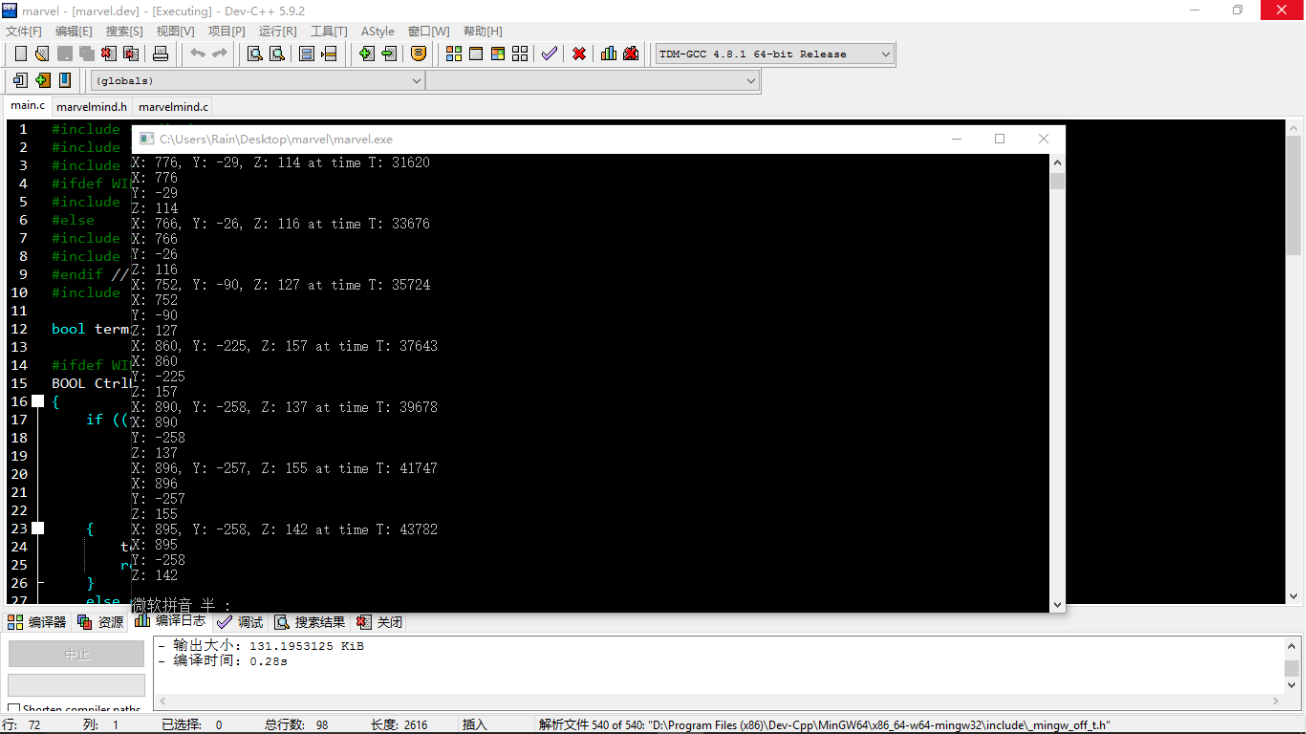 marvel - [marvel.dev] - [Executing] - Dev-C++ 5.9.2
文件[F] 编辑[E] 搜索[S] 视图[V] 项目[P] 运行[R] 工具[T] AStyle 窗口[W] 帮助[H]
TDM-GCC 4.8.1 64-bit Release
(globals)
main.c marvelmind.h marvelmind.c
1 #include
2 #include
3 #include
4 #ifdef WI
5 #include
6 #else
7 #include
8 #include
9 #endif //
10 #include
11
12 bool term
13
14 #ifdef WI
15 BOOL Ctrl
16 {
17 if ((
18
19
20
21
22
23 {
24 te
25 re
26 }
27 else
C:\Users\Rain\Desktop\marvel\marvel.exe
X: 776, Y: -29, Z: 114 at time T: 31620
X: 776
Y: -29
Z: 114
X: 766, Y: -26, Z: 116 at time T: 33676
X: 766
Y: -26
Z: 116
X: 752, Y: -90, Z: 127 at time T: 35724
X: 752
Y: -90
Z: 127
X: 860, Y: -225, Z: 157 at time T: 37643
X: 860
Y: -225
Z: 157
X: 890, Y: -258, Z: 137 at time T: 39678
X: 890
Y: -258
Z: 137
X: 896, Y: -257, Z: 155 at time T: 41747
X: 896
Y: -257
Z: 155
X: 895, Y: -258, Z: 142 at time T: 43782
X: 895
Y: -258
Z: 142
微软拼音 半 :
编译器 资源 编译日志 调试 搜索结果 关闭
中止
Shorten compiler paths
- 输出大小: 131.1953125 KiB
- 编译时间: 0.28s
行: 72 列: 1 已选择: 0 总行数: 98 长度: 2616 插入 解析文件 540 of 540: "D:\Program Files (x86)\Dev-Cpp\MinGW64\x86_64-w64-mingw32\include\_mingw_off_t.h"